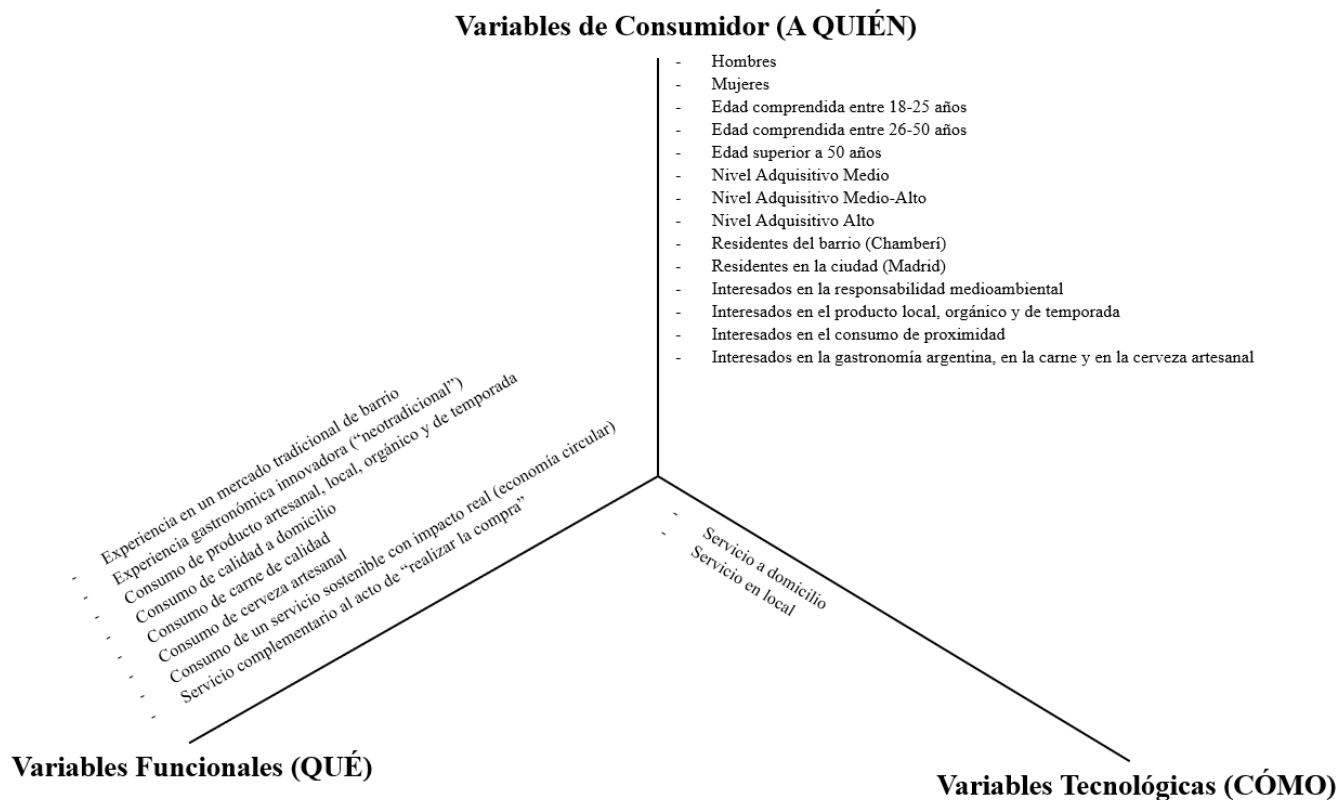 Variables de Consumidor (A QUIÉN)
- Hombres
- Mujeres
- Edad comprendida entre 18-25 años
- Edad comprendida entre 26-50 años
- Edad superior a 50 años
- Nivel Adquisitivo Medio
- Nivel Adquisitivo Medio-Alto
- Nivel Adquisitivo Alto
- Residentes del barrio (Chamberí)
- Residentes en la ciudad (Madrid)
- Interesados en la responsabilidad medioambiental
- Interesados en el producto local, orgánico y de temporada
- Interesados en el consumo de proximidad
- Interesados en la gastronomía argentina, en la carne y en la cerveza artesanal
- Experiencia en un mercado tradicional de barrio
- Experiencia gastronómica innovadora (“neotradicional”)
- Consumo de producto artesanal, local, orgánico y de temporada
- Consumo de calidad a domicilio
- Consumo de carne de calidad
- Consumo de cerveza artesanal
- Consumo de un servicio sostenible con impacto real (economía circular)
- Servicio complementario al acto de “realizar la compra”
- Servicio a domicilio
- Servicio en local
Variables Funcionales (QUÉ)
Variables Tecnológicas (CÓMO)